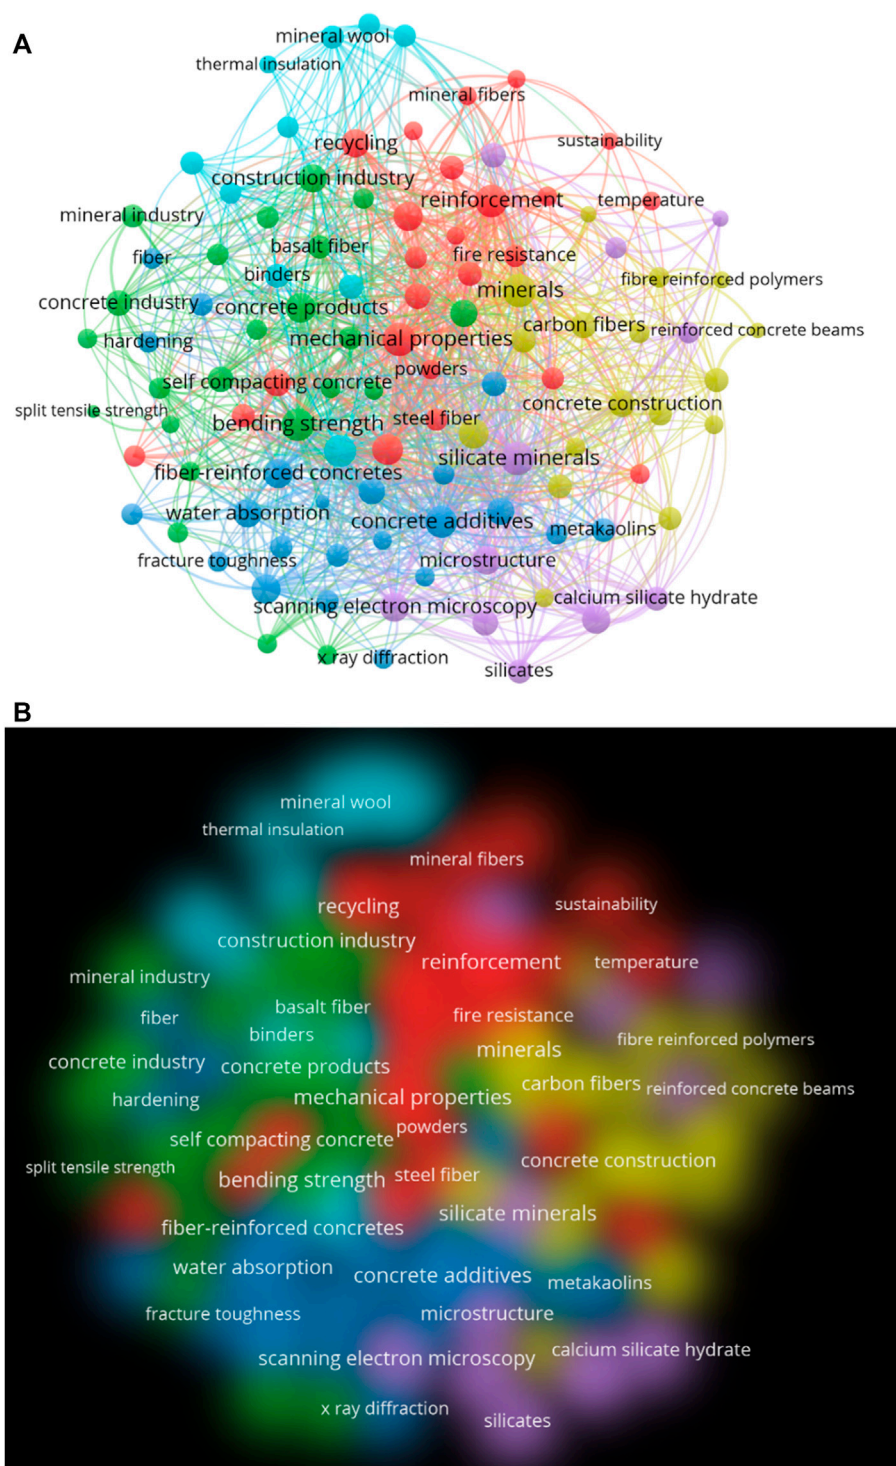 A
mineral wool
thermal insulation
mineral fibers
recycling
sustainability
construction industry
reinforcement
temperature
mineral industry
basalt fiber
fiber
fire resistance
binders
fibre reinforced polymers
minerals
concrete industry
concrete products
carbon fibers
reinforced concrete beams
hardening
mechanical properties
powders
self compacting concrete
concrete construction
split tensile strength
bending strength
steel fiber
silicate minerals
fiber-reinforced concretes
water absorption
concrete additives
metakaolins
fracture toughness
microstructure
scanning electron microscopy
calcium silicate hydrate
x ray diffraction
silicates
B
mineral wool
thermal insulation
mineral fibers
recycling
sustainability
construction industry
reinforcement
temperature
mineral industry
basalt fiber
fiber
fire resistance
binders
fibre reinforced polymers
minerals
concrete industry
concrete products
carbon fibers
reinforced concrete beams
hardening
mechanical properties
powders
self compacting concrete
concrete construction
split tensile strength
bending strength
steel fiber
silicate minerals
fiber-reinforced concretes
water absorption
concrete additives
metakaolins
fracture toughness
microstructure
scanning electron microscopy
calcium silicate hydrate
x ray diffraction
silicates